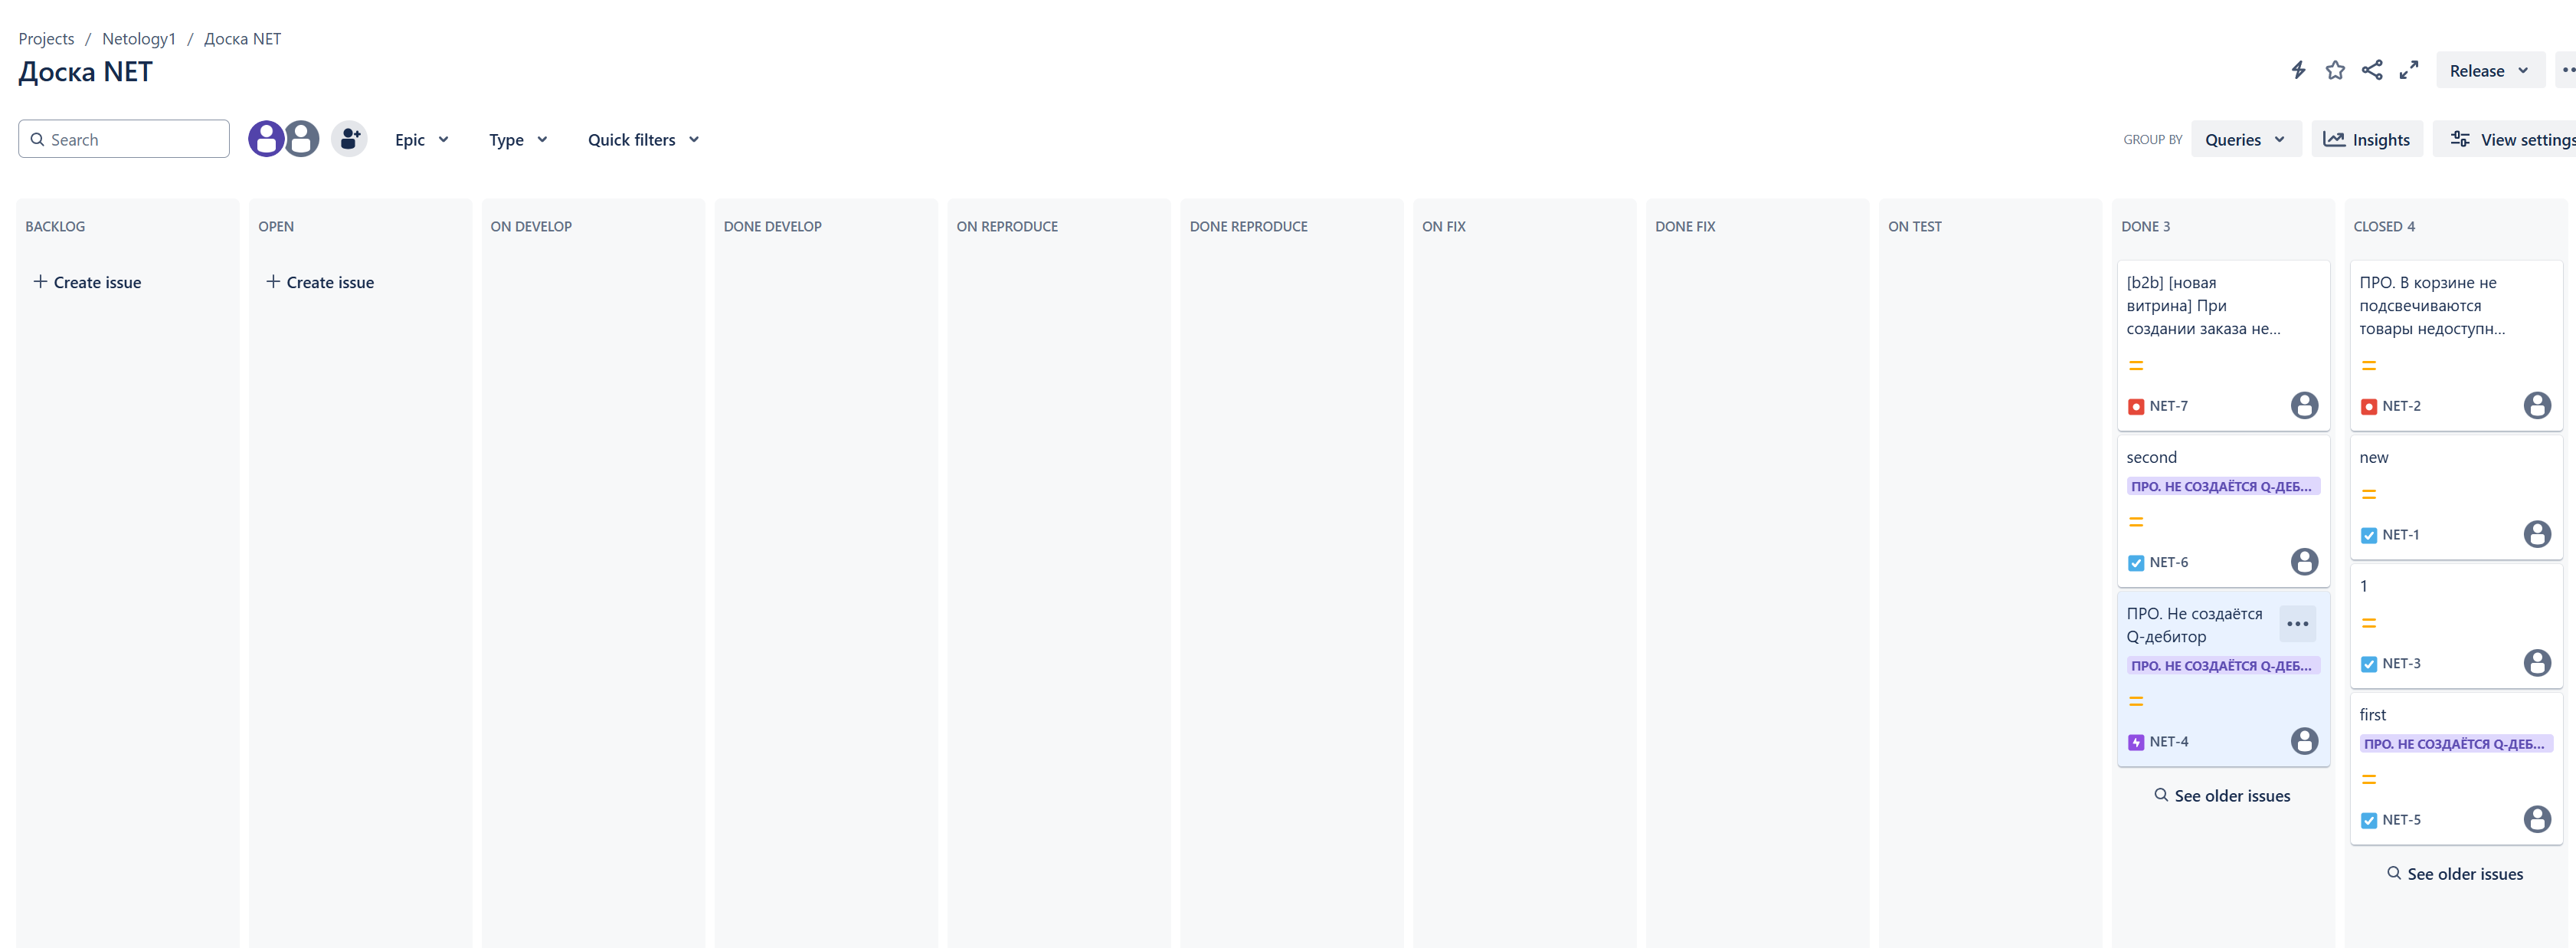 Projects / Netology1 / Доска NET
Доска NET
Release
Search
Epic
Type
Quick filters
GROUP BY
Queries
Insights
View settings
BACKLOG
Create issue
OPEN
Create issue
ON DEVELOP
DONE DEVELOP
ON REPRODUCE
DONE REPRODUCE
ON FIX
DONE FIX
ON TEST
DONE 3
[b2b] [новая
витрина] При
создании заказа не...
NET-7
second
ПРО. НЕ СОЗДАЁТСЯ Q-ДЕБ...
NET-6
ПРО. Не создаётся
Q-дебитор
ПРО. НЕ СОЗДАЁТСЯ Q-ДЕБ...
NET-4
See older issues
CLOSED 4
ПРО. В корзине не
подсвечиваются
товары недоступн...
NET-2
new
NET-1
1
NET-3
first
ПРО. НЕ СОЗДАЁТСЯ Q-ДЕБ...
NET-5
See older issues